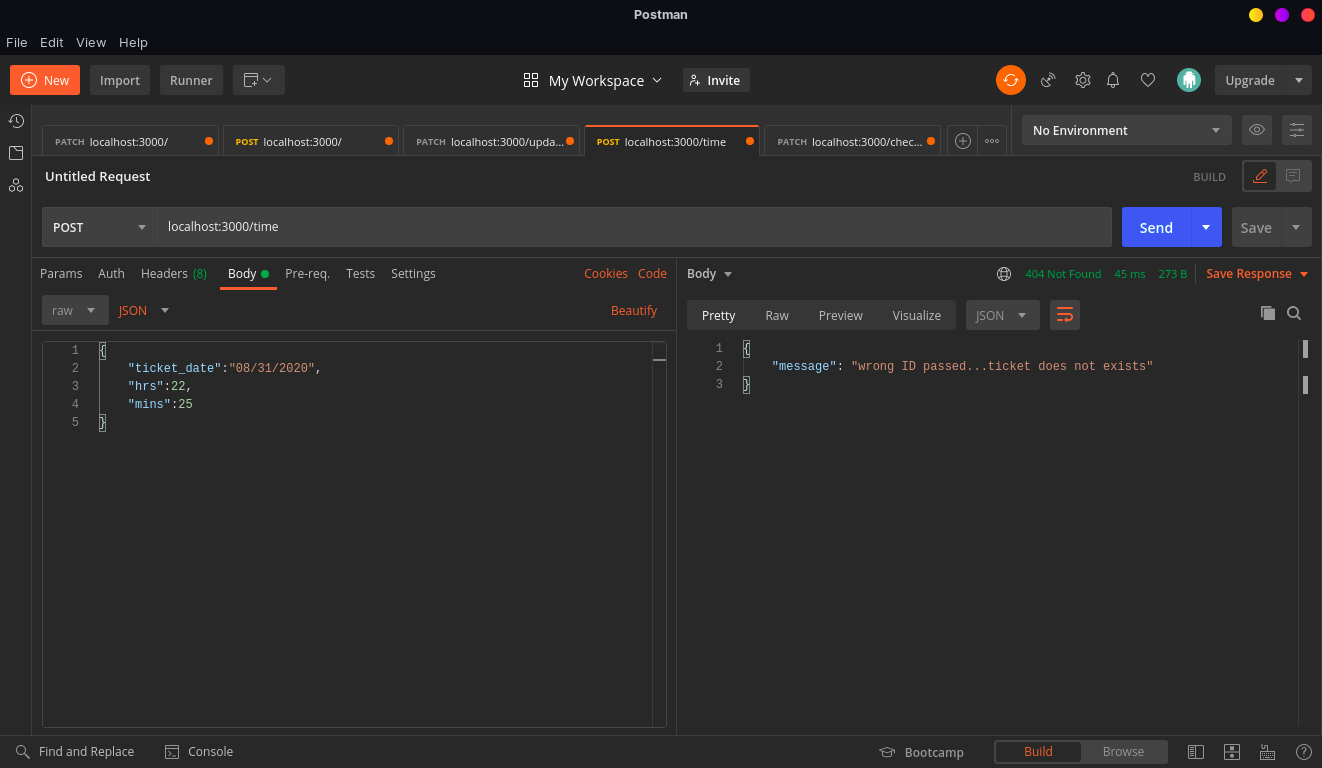 Postman
File Edit View Help
New Import Runner My Workspace Invite Upgrade
PATCH localhost:3000/ POST localhost:3000/ PATCH localhost:3000/upda... POST localhost:3000/time PATCH localhost:3000/chec... No Environment
Untitled Request BUILD
POST localhost:3000/time Send Save
Params Auth Headers (8) Body Pre-req. Tests Settings Cookies Code
raw JSON Beautify
1 {
2 "ticket_date":"08/31/2020",
3 "hrs":22,
4 "mins":25
5 }
Body 404 Not Found 45 ms 273 B Save Response
Pretty Raw Preview Visualize JSON
1 {
2 "message": "wrong ID passed...ticket does not exists"
3 }
Find and Replace Console Bootcamp Build Browse